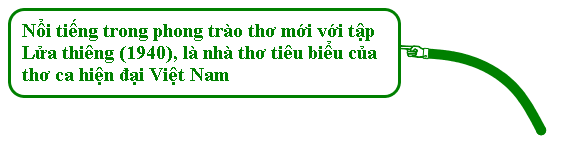 Nổi tiếng trong phong trào thơ mới với tập
Lửa thiêng (1940), là nhà thơ tiêu biểu của
thơ ca hiện đại Việt Nam